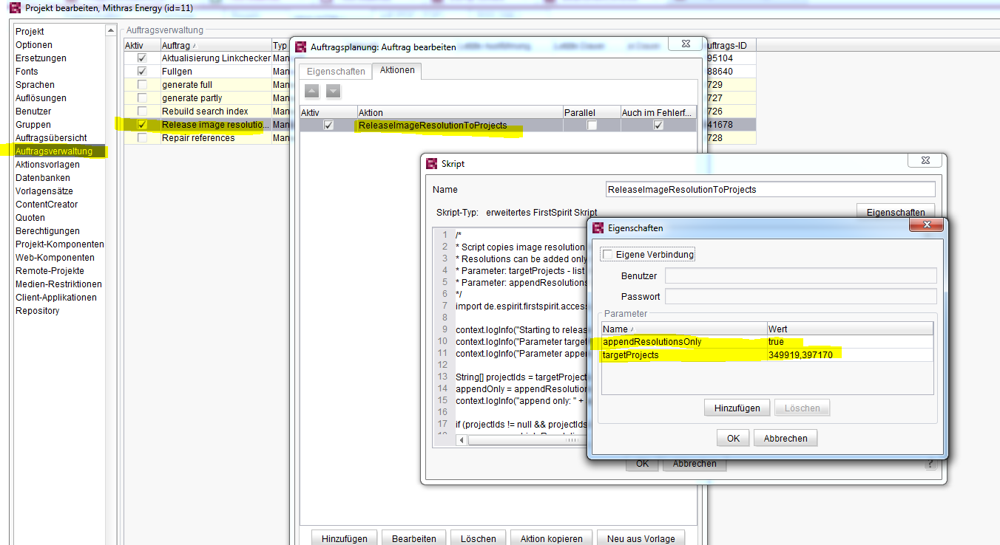 Projekt bearbeiten, Mithras Energy (id=11)
Projekt
Optionen
Ersetzungen
Fonts
Sprachen
Auflösungen
Benutzer
Gruppen
Auftragsübersicht
Auftragsverwaltung
Aktionsvorlagen
Datenbanken
Vorlagensätze
ContentCreator
Quoten
Berechtigungen
Projekt-Komponenten
Web-Komponenten
Remote-Projekte
Medien-Restriktionen
Client-Applikationen
Repository
Auftragsverwaltung
Aktiv Auftrag Typ uftrags-ID
Aktualisierung Linkchecker Man 95104
Fullgen Man 88640
generate full Man 729
generate partly Man 727
Rebuild search index Man 726
Release image resolutio... Man 41678
Repair references Man 728
Auftragsplanung: Auftrag bearbeiten
Eigenschaften Aktionen
Aktiv Aktion Parallel Auch im Fehlerf...
ReleaseImageResolutionToProjects
Hinzufügen Bearbeiten Löschen Aktion kopieren Neu aus Vorlage
Skript
Name ReleaseImageResolutionToProjects
Skript-Typ: erweitertes FirstSpirit Skript Eigenschaften
1 /*
2 * Script copies image resolution
3 * Resolutions can be added only
4 * Parameter: targetProjects - list
5 * Parameter: appendResolutions
6 */
7 import de.espirit.firstspirit.access
8
9 context.logInfo("Starting to releas
10 context.logInfo("Parameter target
11 context.logInfo("Parameter appen
12
13 String[] projectIds = targetProject
14 appendOnly = appendResolution
15 context.logInfo("append only: " +
16
17 if (projectIds != null && projectIds
OK Abbrechen ?
Eigenschaften
Eigene Verbindung
Benutzer
Passwort
Parameter
Name Wert
appendResolutionsOnly true
targetProjects 349919,397170
Hinzufügen Löschen
OK Abbrechen